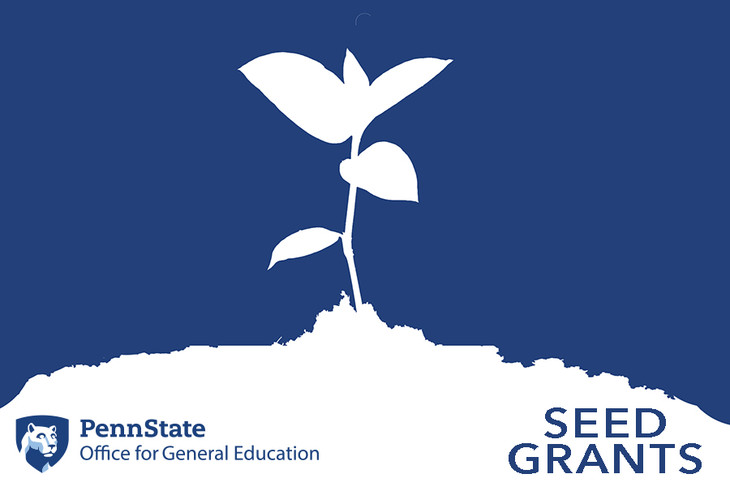 PennState
Office for General Education
SEED
GRANTS